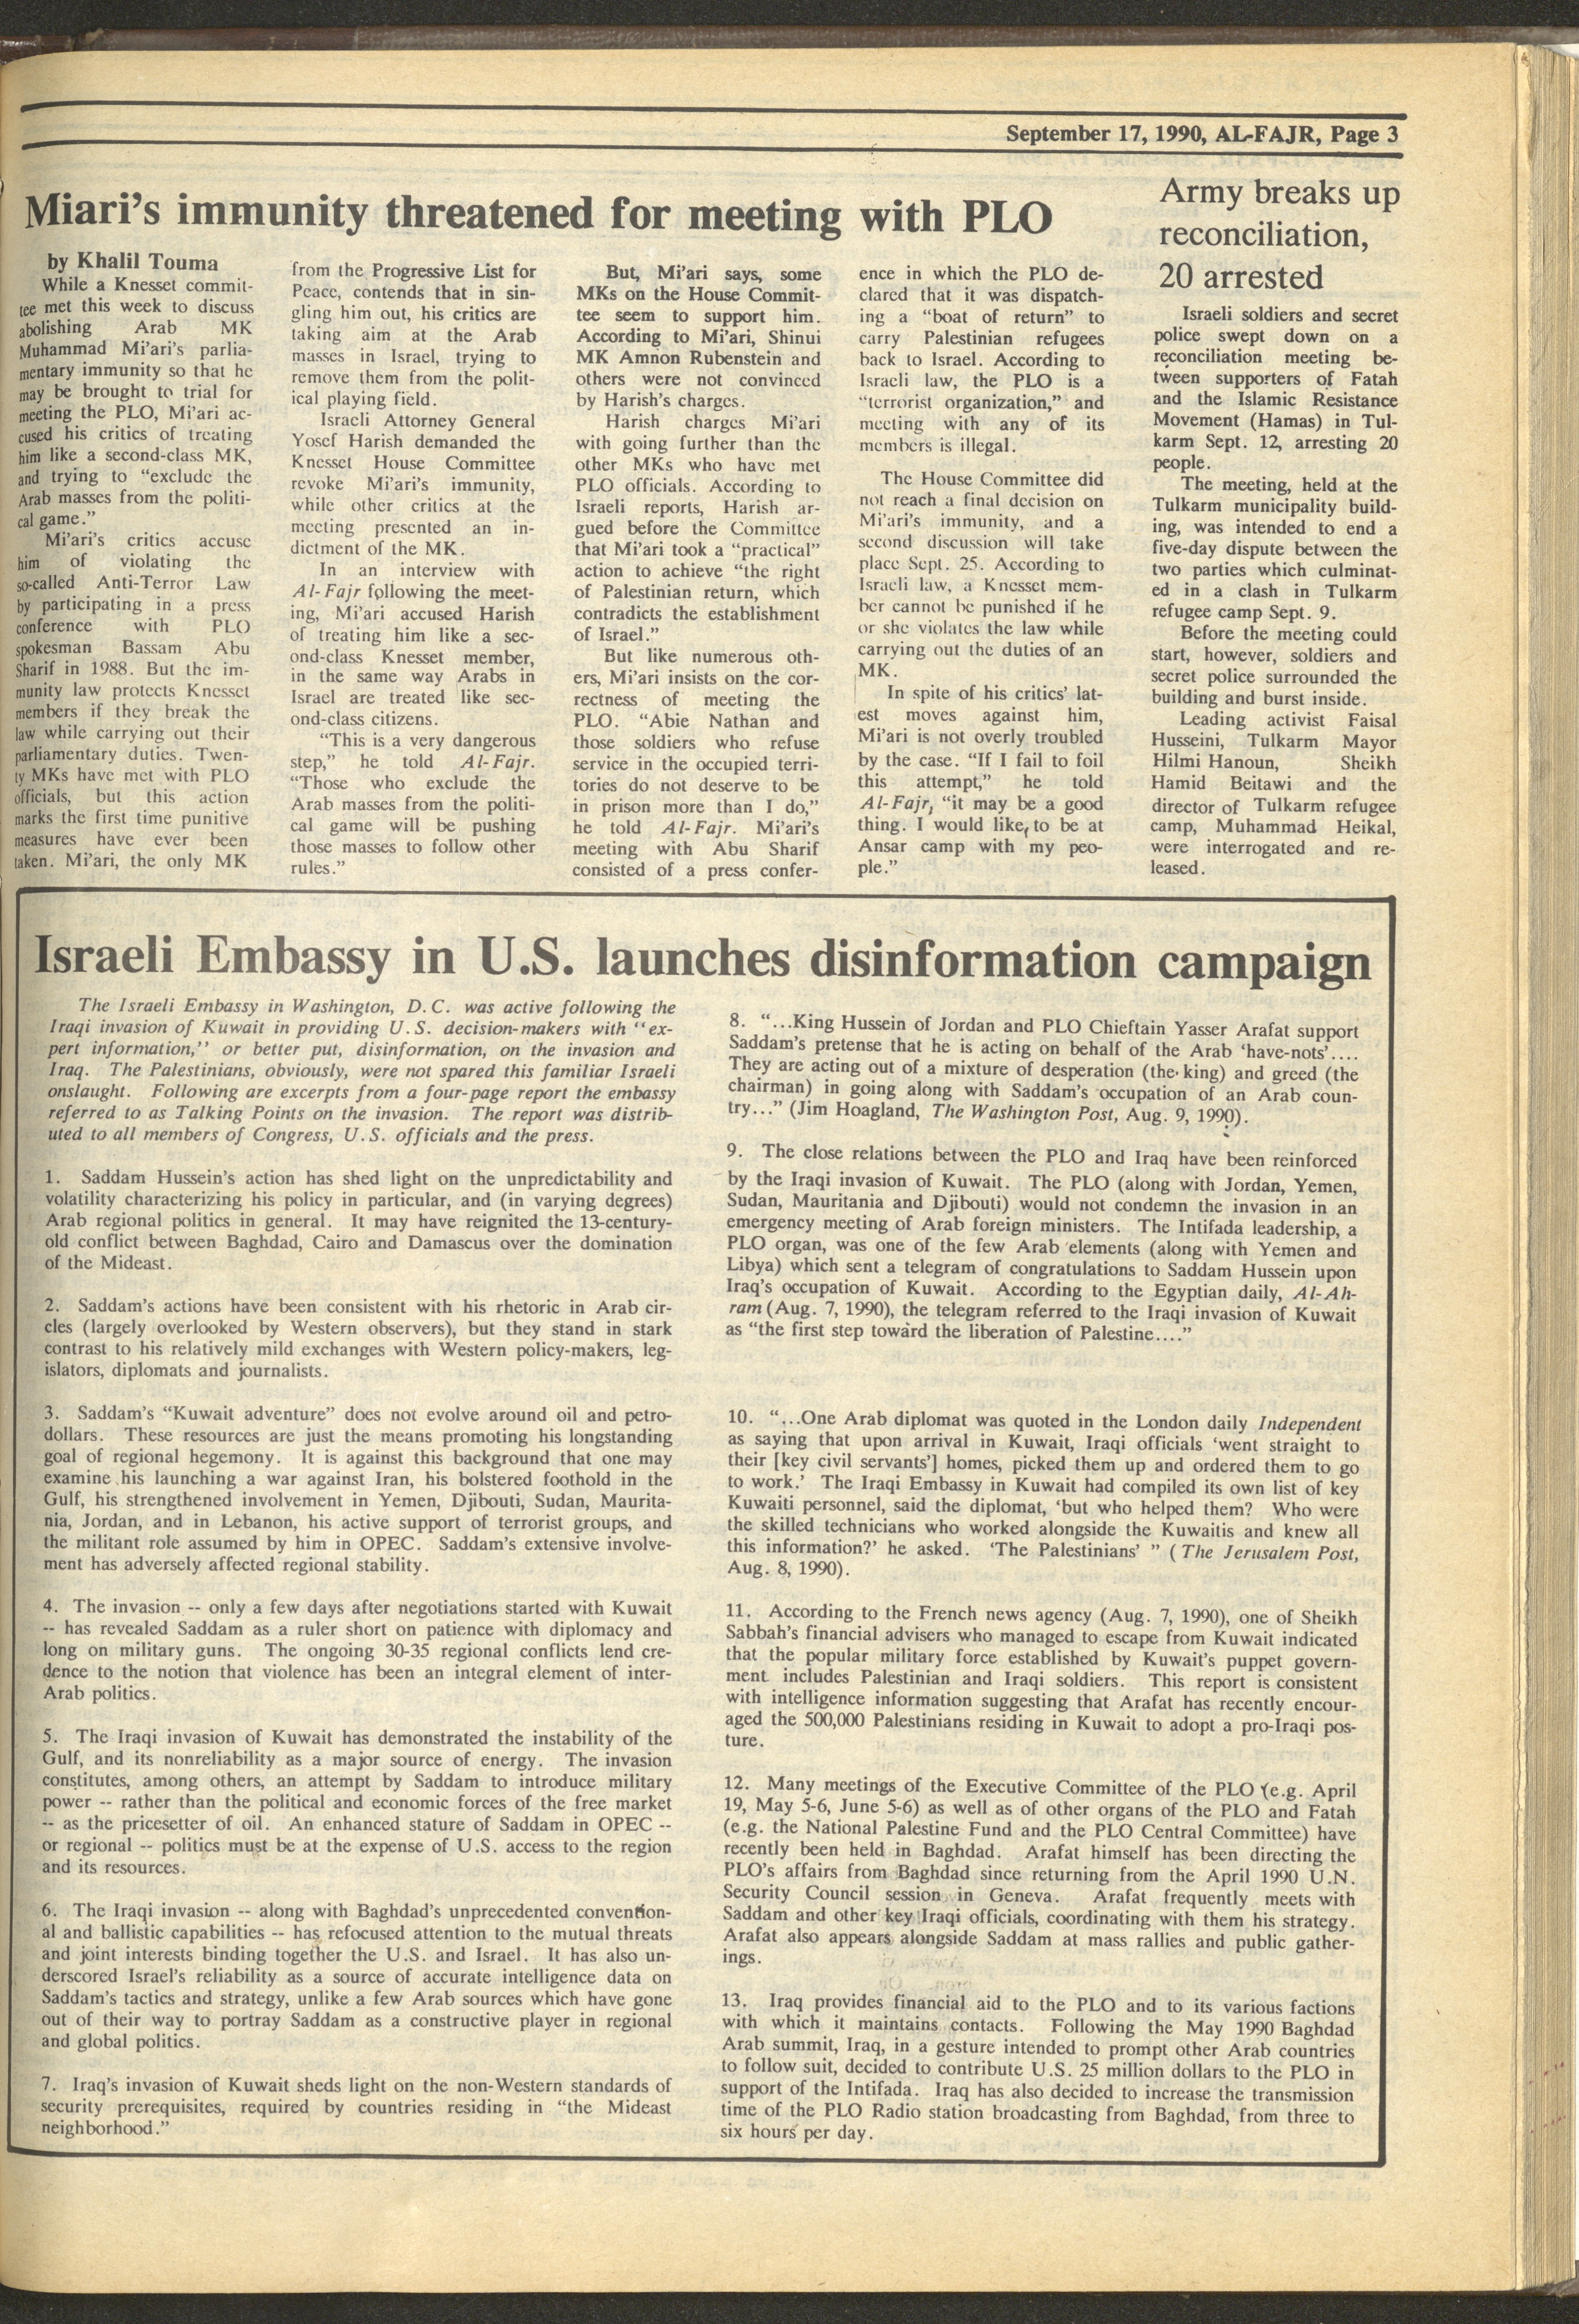 September 17, 1990, AL-FAJR, Page 3
Miari's immunity threatened for meeting with PLO
by Khalil Touma
While a Knesset commit-
tee met this week to discuss
abolishing Arab MK
Muhammad Mi'ari's parlia-
mentary immunity so that he
may be brought to trial for
meeting the PLO, Mi'ari ac-
cused his critics of treating
him like a second-class MK,
and trying to "exclude the
Arab masses from the politi-
cal game."
Mi'ari's critics accuse
him of violating the
so-called Anti-Terror Law
by participating in a press
conference with PLO
spokesman Bassam Abu
Sharif in 1988. But the im-
munity law protects Knesset
members if they break the
law while carrying out their
parliamentary duties. Twen-
ty MKs have met with PLO
officials, but this action
marks the first time punitive
measures have ever been
taken. Mi'ari, the only MK
from the Progressive List for
Peace, contends that in sin-
gling him out, his critics are
taking aim at the Arab
masses in Israel, trying to
remove them from the polit-
ical playing field.
Israeli Attorney General
Yosef Harish demanded the
Knesset House Committee
revoke Mi'ari's immunity,
while other critics at the
meeting presented an in-
dictment of the MK.
In an interview with
Al-Fajr following the meet-
ing, Mi'ari accused Harish
of treating him like a sec-
ond-class Knesset member,
in the same way Arabs in
Israel are treated like sec-
ond-class citizens.
"This is a very dangerous
step," he told Al-Fajr.
"Those who exclude the
Arab masses from the politi-
cal game will be pushing
those masses to follow other
rules."
But, Mi'ari says, some
MKs on the House Commit-
tee seem to support him.
According to Mi'ari, Shinui
MK Amnon Rubenstein and
others were not convinced
by Harish's charges.
Harish charges Mi'ari
with going further than the
other MKs who have met
PLO officials. According to
Israeli reports, Harish ar-
gued before the Committee
that Mi'ari took a "practical"
action to achieve "the right
of Palestinian return, which
contradicts the establishment
of Israel."
But like numerous oth-
ers, Mi'ari insists on the cor-
rectness of meeting the
PLO. "Abie Nathan and
those soldiers who refuse
service in the occupied terri-
tories do not deserve to be
in prison more than I do,"
he told Al-Fajr. Mi'ari's
meeting with Abu Sharif
consisted of a press confer-
ence in which the PLO de-
clared that it was dispatch-
ing a "boat of return" to
carry Palestinian refugees
back to Israel. According to
Israeli law, the PLO is a
"terrorist organization," and
meeting with any of its
members is illegal.
The House Committee did
not reach a final decision on
Mi'ari's immunity, and a
second discussion will take
place Sept. 25. According to
Israeli law, a Knesset mem-
ber cannot be punished if he
or she violates the law while
carrying out the duties of an
MK.
In spite of his critics' lat-
est moves against him,
Mi'ari is not overly troubled
by the case. "If I fail to foil
this attempt," he told
Al-Fajr, "it may be a good
thing. I would like to be at
Ansar camp with my peo-
ple."
Army breaks up
reconciliation,
20 arrested
Israeli soldiers and secret
police swept down on a
reconciliation meeting be-
tween supporters of Fatah
and the Islamic Resistance
Movement (Hamas) in Tul-
karm Sept. 12, arresting 20
people.
The meeting, held at the
Tulkarm municipality build-
ing, was intended to end a
five-day dispute between the
two parties which culminat-
ed in a clash in Tulkarm
refugee camp Sept. 9.
Before the meeting could
start, however, soldiers and
secret police surrounded the
building and burst inside.
Leading activist Faisal
Husseini, Tulkarm Mayor
Hilmi Hanoun, Sheikh
Hamid Beitawi and the
director of Tulkarm refugee
camp, Muhammad Heikal,
were interrogated and re-
leased.
Israeli Embassy in U.S. launches disinformation campaign
The Israeli Embassy in Washington, D.C. was active following the
Iraqi invasion of Kuwait in providing U.S. decision-makers with "ex-
pert information," or better put, disinformation, on the invasion and
Iraq. The Palestinians, obviously, were not spared this familiar Israeli
onslaught. Following are excerpts from a four-page report the embassy
referred to as Talking Points on the invasion. The report was distrib-
uted to all members of Congress, U.S. officials and the press.
1. Saddam Hussein's action has shed light on the unpredictability and
volatility characterizing his policy in particular, and (in varying degrees)
Arab regional politics in general. It may have reignited the 13-century-
old conflict between Baghdad, Cairo and Damascus over the domination
of the Mideast.
2. Saddam's actions have been consistent with his rhetoric in Arab cir-
cles (largely overlooked by Western observers), but they stand in stark
contrast to his relatively mild exchanges with Western policy-makers, leg-
islators, diplomats and journalists.
3. Saddam's "Kuwait adventure" does not evolve around oil and petro-
dollars. These resources are just the means promoting his longstanding
goal of regional hegemony. It is against this background that one may
examine his launching a war against Iran, his bolstered foothold in the
Gulf, his strengthened involvement in Yemen, Djibouti, Sudan, Maurita-
nia, Jordan, and in Lebanon, his active support of terrorist groups, and
the militant role assumed by him in OPEC. Saddam's extensive involve-
ment has adversely affected regional stability.
4. The invasion -- only a few days after negotiations started with Kuwait
-- has revealed Saddam as a ruler short on patience with diplomacy and
long on military guns. The ongoing 30-35 regional conflicts lend cre-
dence to the notion that violence has been an integral element of inter-
Arab politics.
5. The Iraqi invasion of Kuwait has demonstrated the instability of the
Gulf, and its nonreliability as a major source of energy. The invasion
constitutes, among others, an attempt by Saddam to introduce military
power -- rather than the political and economic forces of the free market
-- as the pricesetter of oil. An enhanced stature of Saddam in OPEC --
or regional -- politics must be at the expense of U.S. access to the region
and its resources.
6. The Iraqi invasion -- along with Baghdad's unprecedented convention-
al and ballistic capabilities -- has refocused attention to the mutual threats
and joint interests binding together the U.S. and Israel. It has also un-
derscored Israel's reliability as a source of accurate intelligence data on
Saddam's tactics and strategy, unlike a few Arab sources which have gone
out of their way to portray Saddam as a constructive player in regional
and global politics.
7. Iraq's invasion of Kuwait sheds light on the non-Western standards of
security prerequisites, required by countries residing in "the Mideast
neighborhood."
8. "...King Hussein of Jordan and PLO Chieftain Yasser Arafat support
Saddam's pretense that he is acting on behalf of the Arab 'have-nots'....
They are acting out of a mixture of desperation (the king) and greed (the
chairman) in going along with Saddam's occupation of an Arab coun-
try..." (Jim Hoagland, The Washington Post, Aug. 9, 1990).
9. The close relations between the PLO and Iraq have been reinforced
by the Iraqi invasion of Kuwait. The PLO (along with Jordan, Yemen,
Sudan, Mauritania and Djibouti) would not condemn the invasion in an
emergency meeting of Arab foreign ministers. The Intifada leadership, a
PLO organ, was one of the few Arab elements (along with Yemen and
Libya) which sent a telegram of congratulations to Saddam Hussein upon
Iraq's occupation of Kuwait. According to the Egyptian daily, Al-Ah-
ram (Aug. 7, 1990), the telegram referred to the Iraqi invasion of Kuwait
as "the first step toward the liberation of Palestine...."
10. "...One Arab diplomat was quoted in the London daily Independent
as saying that upon arrival in Kuwait, Iraqi officials 'went straight to
their [key civil servants'] homes, picked them up and ordered them to go
to work.' The Iraqi Embassy in Kuwait had compiled its own list of key
Kuwaiti personnel, said the diplomat, 'but who helped them? Who were
the skilled technicians who worked alongside the Kuwaitis and knew all
this information?' he asked. 'The Palestinians' " (The Jerusalem Post,
Aug. 8, 1990).
11. According to the French news agency (Aug. 7, 1990), one of Sheikh
Sabbah's financial advisers who managed to escape from Kuwait indicated
that the popular military force established by Kuwait's puppet govern-
ment includes Palestinian and Iraqi soldiers. This report is consistent
with intelligence information suggesting that Arafat has recently encour-
aged the 500,000 Palestinians residing in Kuwait to adopt a pro-Iraqi pos-
ture.
12. Many meetings of the Executive Committee of the PLO (e.g. April
19, May 5-6, June 5-6) as well as of other organs of the PLO and Fatah
(e.g. the National Palestine Fund and the PLO Central Committee) have
recently been held in Baghdad. Arafat himself has been directing the
PLO's affairs from Baghdad since returning from the April 1990 U.N.
Security Council session in Geneva. Arafat frequently meets with
Saddam and other key Iraqi officials, coordinating with them his strategy.
Arafat also appears alongside Saddam at mass rallies and public gather-
ings.
13. Iraq provides financial aid to the PLO and to its various factions
with which it maintains contacts. Following the May 1990 Baghdad
Arab summit, Iraq, in a gesture intended to prompt other Arab countries
to follow suit, decided to contribute U.S. 25 million dollars to the PLO in
support of the Intifada. Iraq has also decided to increase the transmission
time of the PLO Radio station broadcasting from Baghdad, from three to
six hours per day.